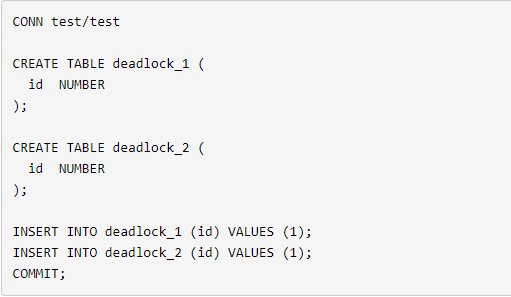 CONN test/test
CREATE TABLE deadlock_1 (
  id  NUMBER
);
CREATE TABLE deadlock_2 (
  id  NUMBER
);
INSERT INTO deadlock_1 (id) VALUES (1);
INSERT INTO deadlock_2 (id) VALUES (1);
COMMIT;